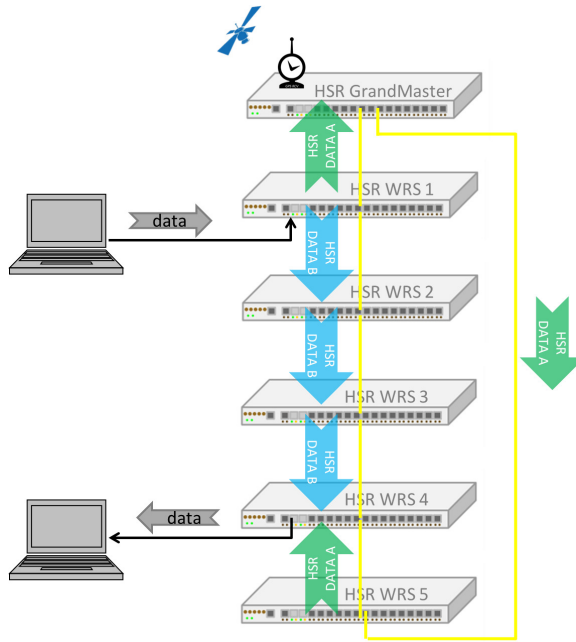 HSR GrandMaster
HSR
DATA A
HSR WRS 1
data
HSR
DATA B
HSR WRS 2
HSR
DATA B
HSR
DATA A
HSR WRS 3
HSR
DATA B
HSR WRS 4
data
HSR
DATA A
HSR WRS 5